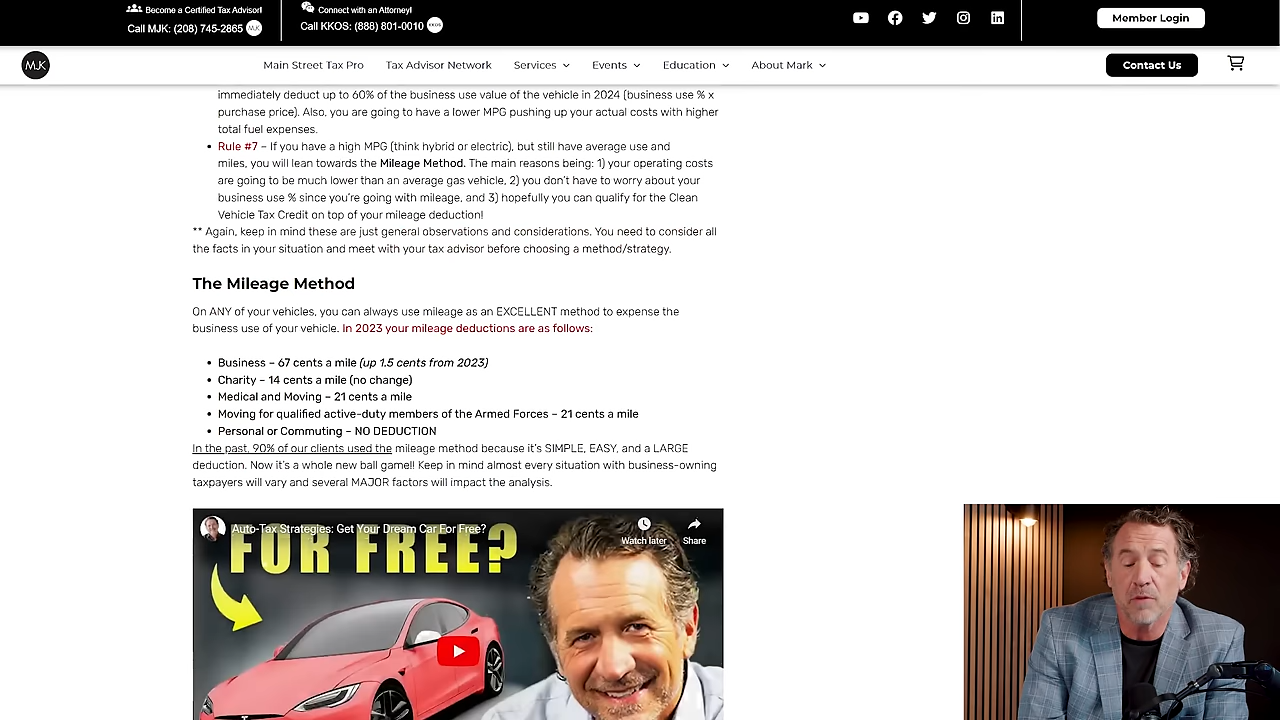 Become a Certified Tax Advisor!
Call MJK: (208) 745-2865
MJK
Connect with an Attorney!
Call KKOS: (888) 801-0010
KKOS
Member Login
MJK
Main Street Tax Pro
Tax Advisor Network
Services
Events
Education
About Mark
Contact Us
immediately deduct up to 60% of the business use value of the vehicle in 2024 (business use % x
purchase price). Also, you are going to have a lower MPG pushing up your actual costs with higher
total fuel expenses.
• Rule #7 – If you have a high MPG (think hybrid or electric), but still have average use and
miles, you will lean towards the Mileage Method. The main reasons being: 1) your operating costs
are going to be much lower than an average gas vehicle, 2) you don't have to worry about your
business use % since you're going with mileage, and 3) hopefully you can qualify for the Clean
Vehicle Tax Credit on top of your mileage deduction!
** Again, keep in mind these are just general observations and considerations. You need to consider all
the facts in your situation and meet with your tax advisor before choosing a method/strategy.
The Mileage Method
On ANY of your vehicles, you can always use mileage as an EXCELLENT method to expense the
business use of your vehicle. In 2023 your mileage deductions are as follows:
• Business – 67 cents a mile (up 1.5 cents from 2023)
• Charity – 14 cents a mile (no change)
• Medical and Moving – 21 cents a mile
• Moving for qualified active-duty members of the Armed Forces – 21 cents a mile
• Personal or Commuting – NO DEDUCTION
In the past, 90% of our clients used the mileage method because it's SIMPLE, EASY, and a LARGE
deduction. Now it's a whole new ball game!! Keep in mind almost every situation with business-owning
taxpayers will vary and several MAJOR factors will impact the analysis.
Auto-Tax Strategies: Get Your Dream Car For Free?
Watch later
Share
FOR FREE?